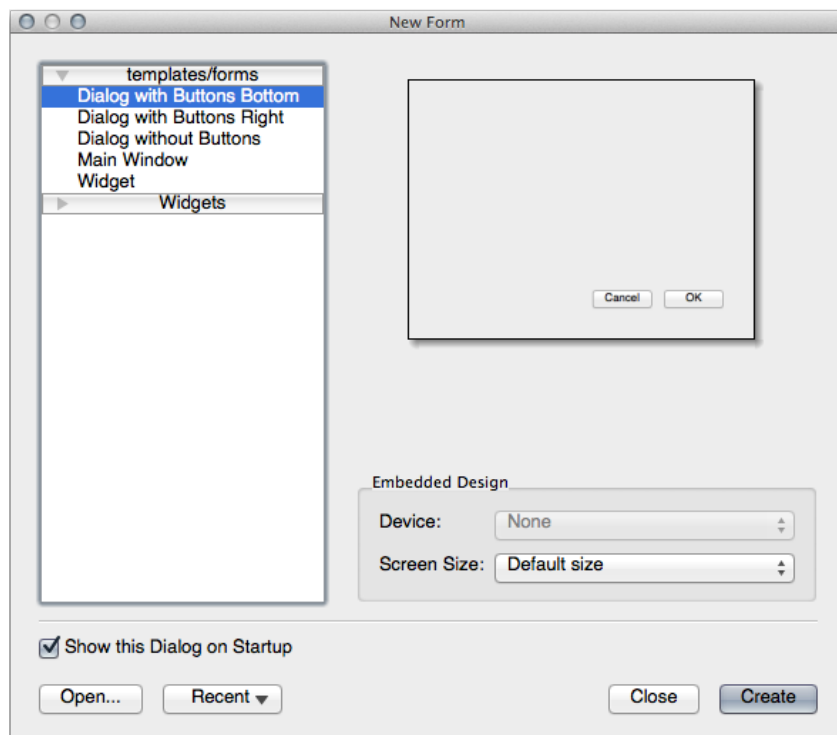 New Form
templates/forms
Dialog with Buttons Bottom
Dialog with Buttons Right
Dialog without Buttons
Main Window
Widget
Widgets
Cancel OK
Embedded Design
Device: None
Screen Size: Default size
Show this Dialog on Startup
Open... Recent Close Create